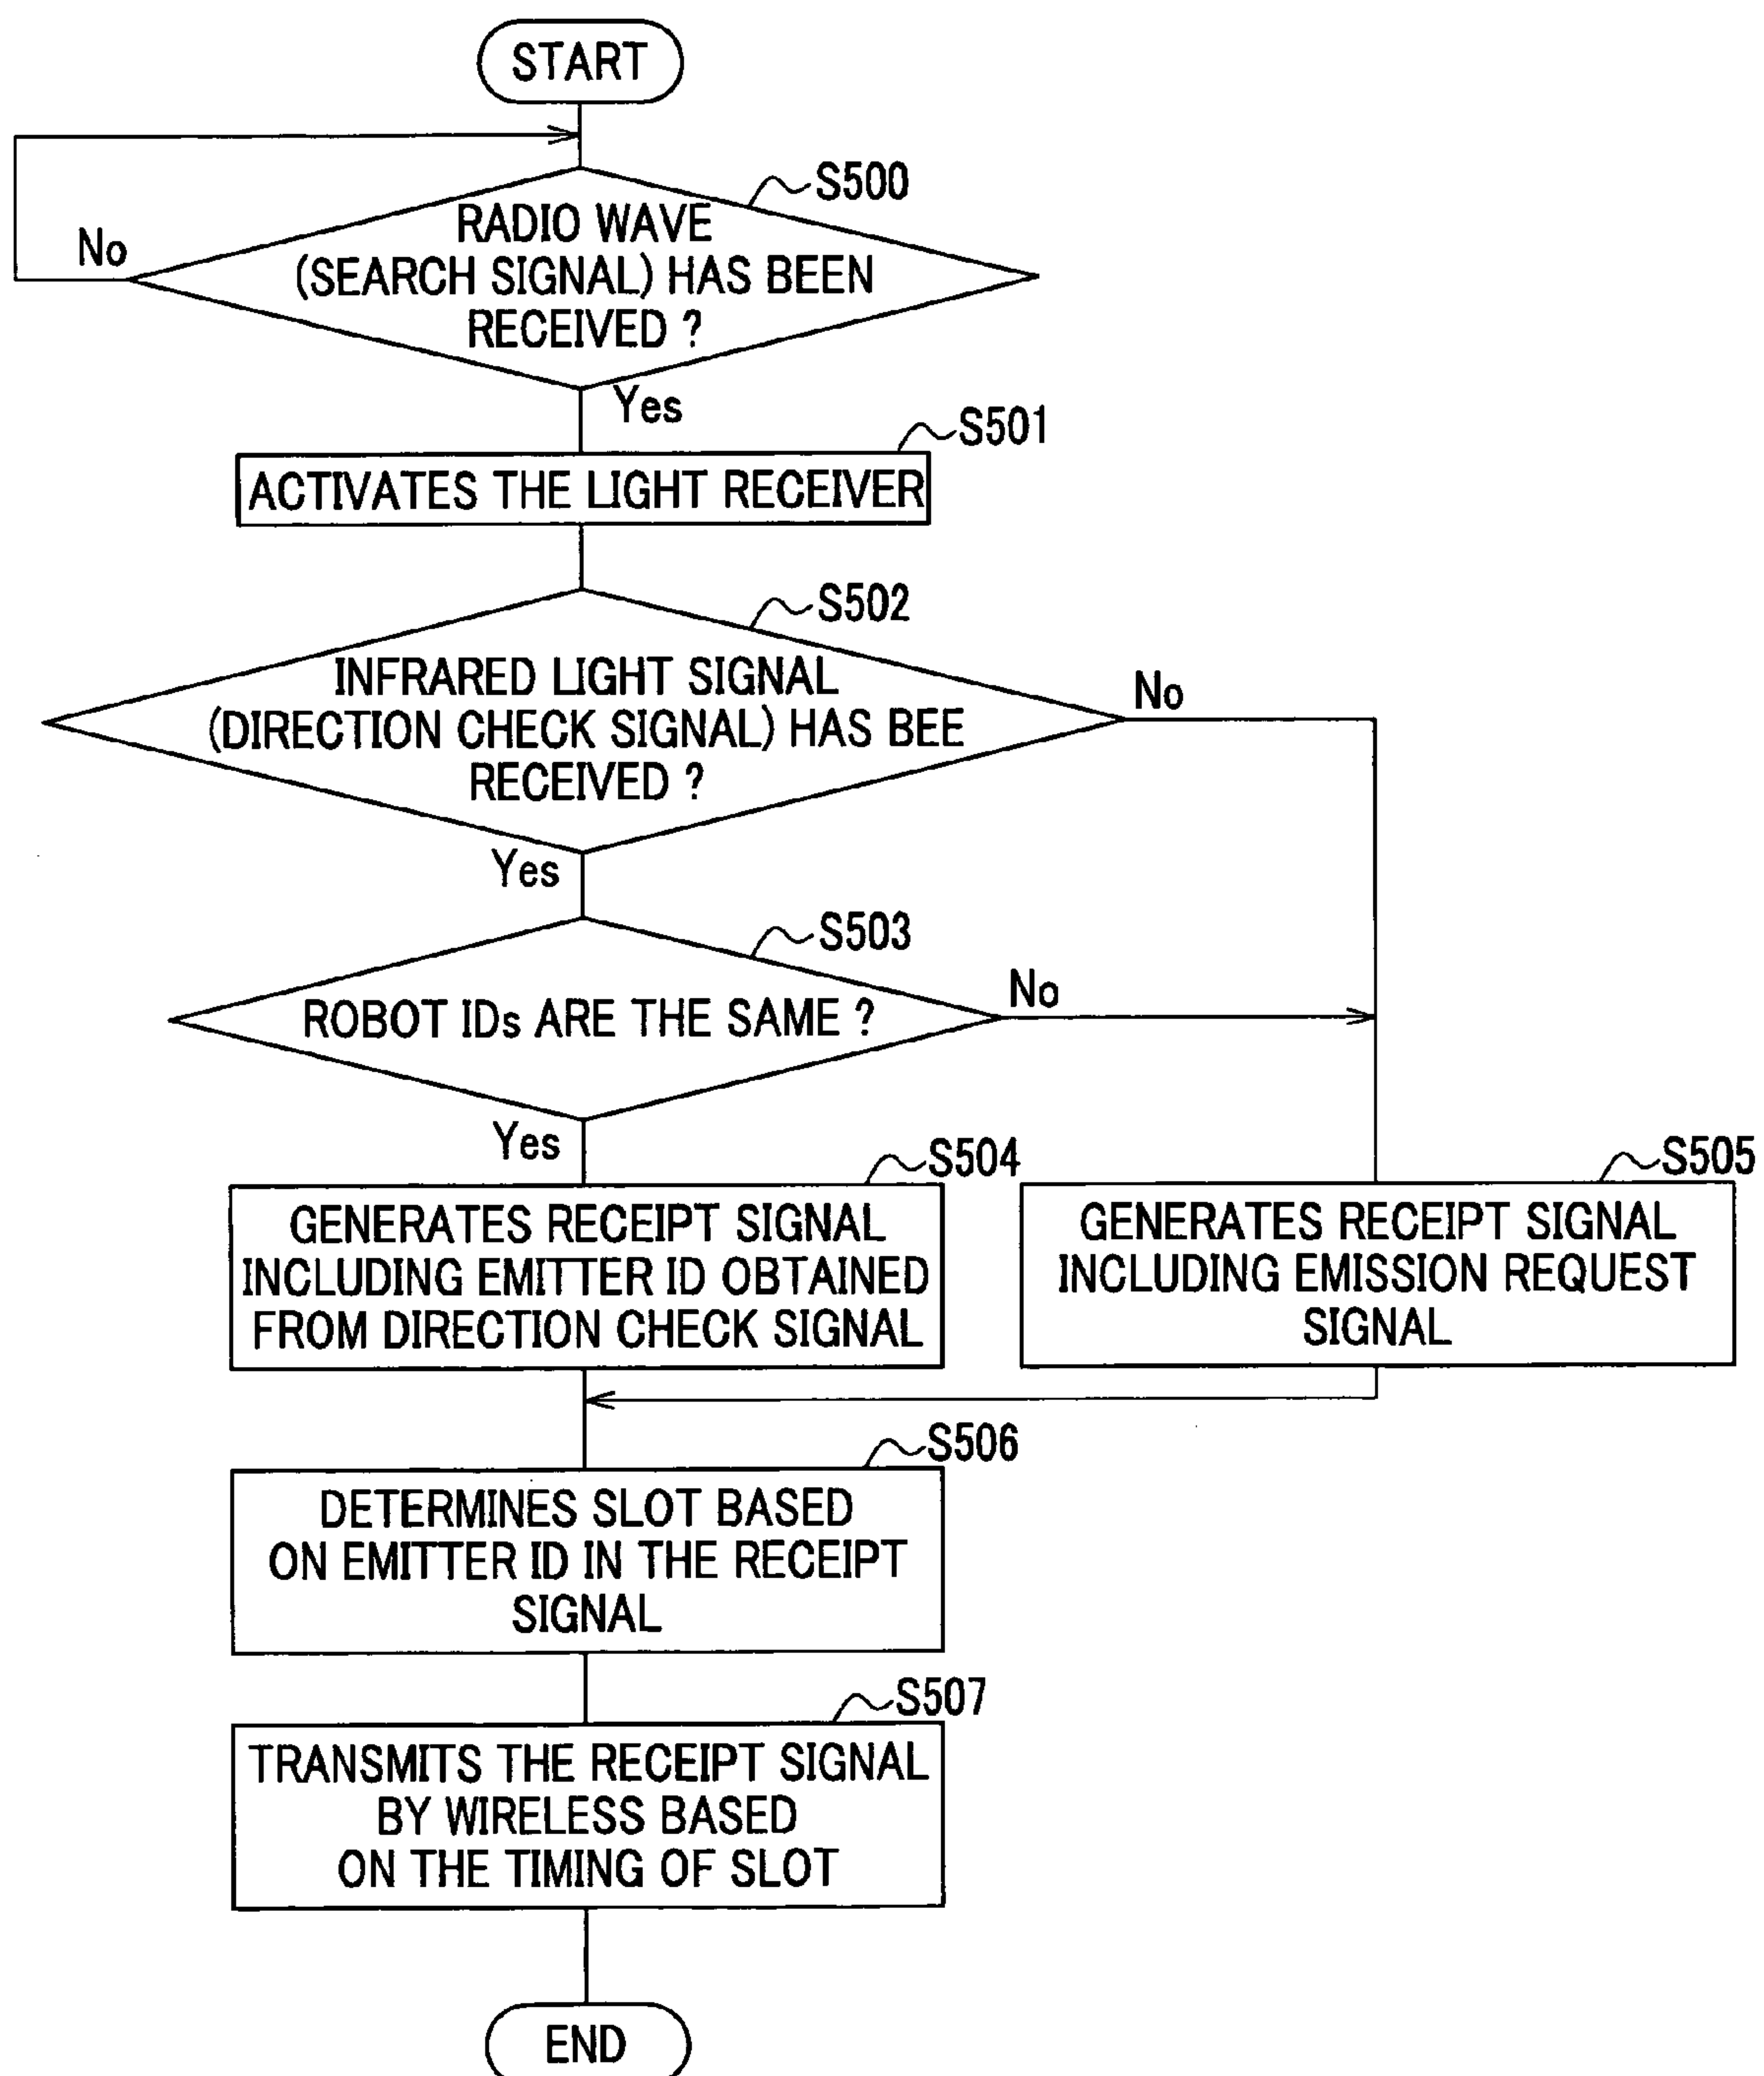 START
S500
RADIO WAVE
(SEARCH SIGNAL) HAS BEEN
RECEIVED ?
No
Yes
S501
ACTIVATES THE LIGHT RECEIVER
S502
INFRARED LIGHT SIGNAL
(DIRECTION CHECK SIGNAL) HAS BEE
RECEIVED ?
No
Yes
S503
ROBOT IDs ARE THE SAME ?
No
Yes
S504
GENERATES RECEIPT SIGNAL
INCLUDING EMITTER ID OBTAINED
FROM DIRECTION CHECK SIGNAL
S505
GENERATES RECEIPT SIGNAL
INCLUDING EMISSION REQUEST
SIGNAL
S506
DETERMINES SLOT BASED
ON EMITTER ID IN THE RECEIPT
SIGNAL
S507
TRANSMITS THE RECEIPT SIGNAL
BY WIRELESS BASED
ON THE TIMING OF SLOT
END